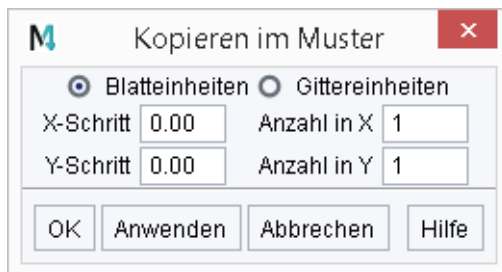 Kopieren im Muster
Blatteinheiten Gittereinheiten
X-Schritt 0.00 Anzahl in X 1
Y-Schritt 0.00 Anzahl in Y 1
OK Anwenden Abbrechen Hilfe